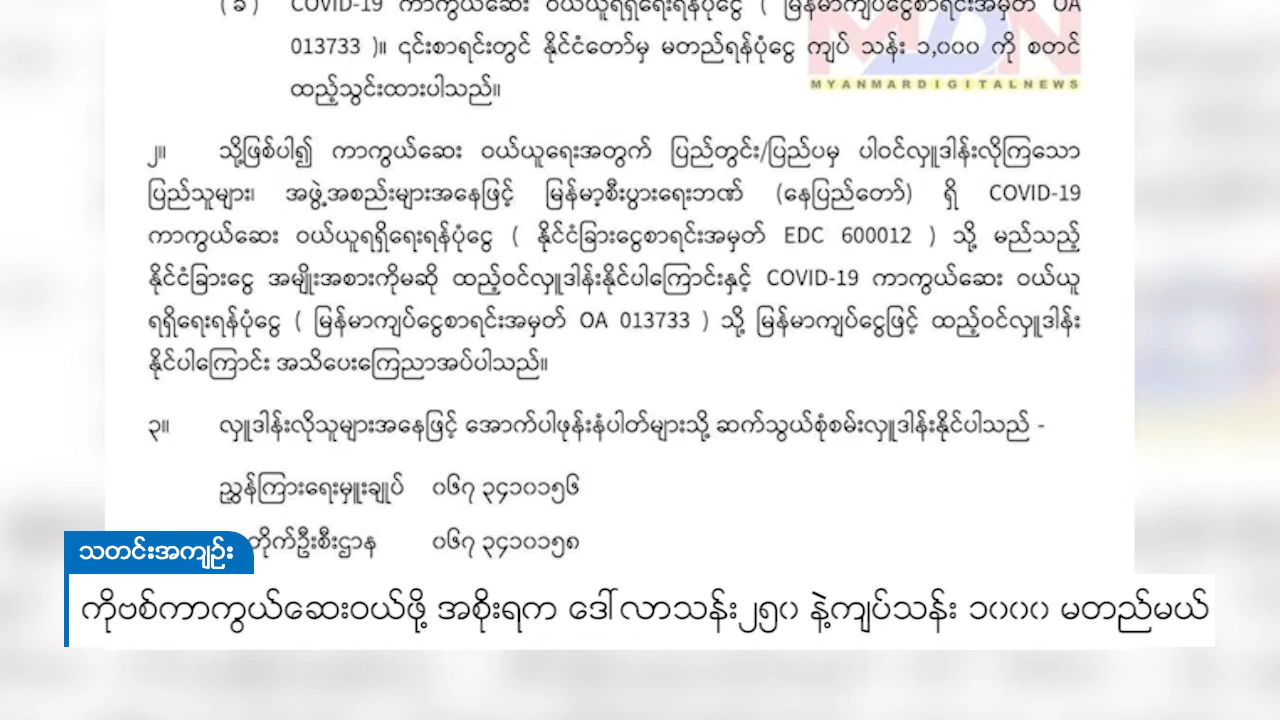 ( ခ ) COVID-19 ကာကွယ်ဆေး ဝယ်ယူရရှိရေးရန်ပုံငွေ ( မြန်မာကျပ်ငွေစာရင်းအမှတ် OA
013733 )။ ၎င်းစာရင်းတွင် နိုင်ငံတော်မှ မတည်ရန်ပုံငွေ ကျပ် သန်း ၁,၀၀၀ ကို စတင်
ထည့်သွင်းထားပါသည်။
MDN
MYANMARDIGITALNEWS
၂။ သို့ဖြစ်ပါ၍ ကာကွယ်ဆေး ဝယ်ယူရေးအတွက် ပြည်တွင်း/ပြည်ပမှ ပါဝင်လှူဒါန်းလိုကြသော
ပြည်သူများ၊ အဖွဲ့အစည်းများအနေဖြင့် မြန်မာ့စီးပွားရေးဘဏ် (နေပြည်တော်) ရှိ COVID-19
ကာကွယ်ဆေး ဝယ်ယူရရှိရေးရန်ပုံငွေ ( နိုင်ငံခြားငွေစာရင်းအမှတ် EDC 600012 ) သို့ မည်သည့်
နိုင်ငံခြားငွေ အမျိုးအစားကိုမဆို ထည့်ဝင်လှူဒါန်းနိုင်ပါကြောင်းနှင့် COVID-19 ကာကွယ်ဆေး ဝယ်ယူ
ရရှိရေးရန်ပုံငွေ ( မြန်မာကျပ်ငွေစာရင်းအမှတ် OA 013733 ) သို့ မြန်မာကျပ်ငွေဖြင့် ထည့်ဝင်လှူဒါန်း
နိုင်ပါကြောင်း အသိပေးကြေညာအပ်ပါသည်။
၃။ လှူဒါန်းလိုသူများအနေဖြင့် အောက်ပါဖုန်းနံပါတ်များသို့ ဆက်သွယ်စုံစမ်းလှူဒါန်းနိုင်ပါသည် -
ညွှန်ကြားရေးမှူးချုပ် ၀၆၇ ၃၄၁၀၁၅၆
တိုက်ဦးစီးဌာန ၀၆၇ ၃၄၁၀၁၅၈
သတင်းအကျဉ်း
ကိုဗစ်ကာကွယ်ဆေးဝယ်ဖို့ အစိုးရက ဒေါ်လာသန်း၂၅၀ နဲ့ကျပ်သန်း ၁၀၀၀ မတည်မယ်